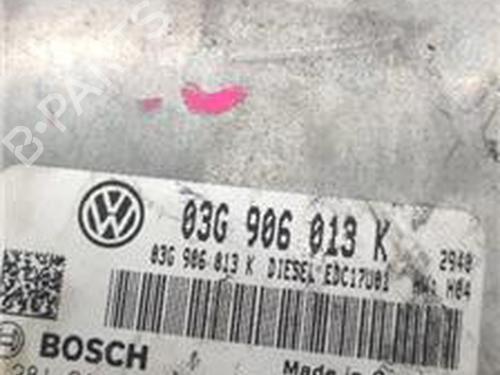 B-PARTS
03G 906 013 K
03G 906 013 K DIESEL EDC17U01 2940
H04
BOSCH
Made in